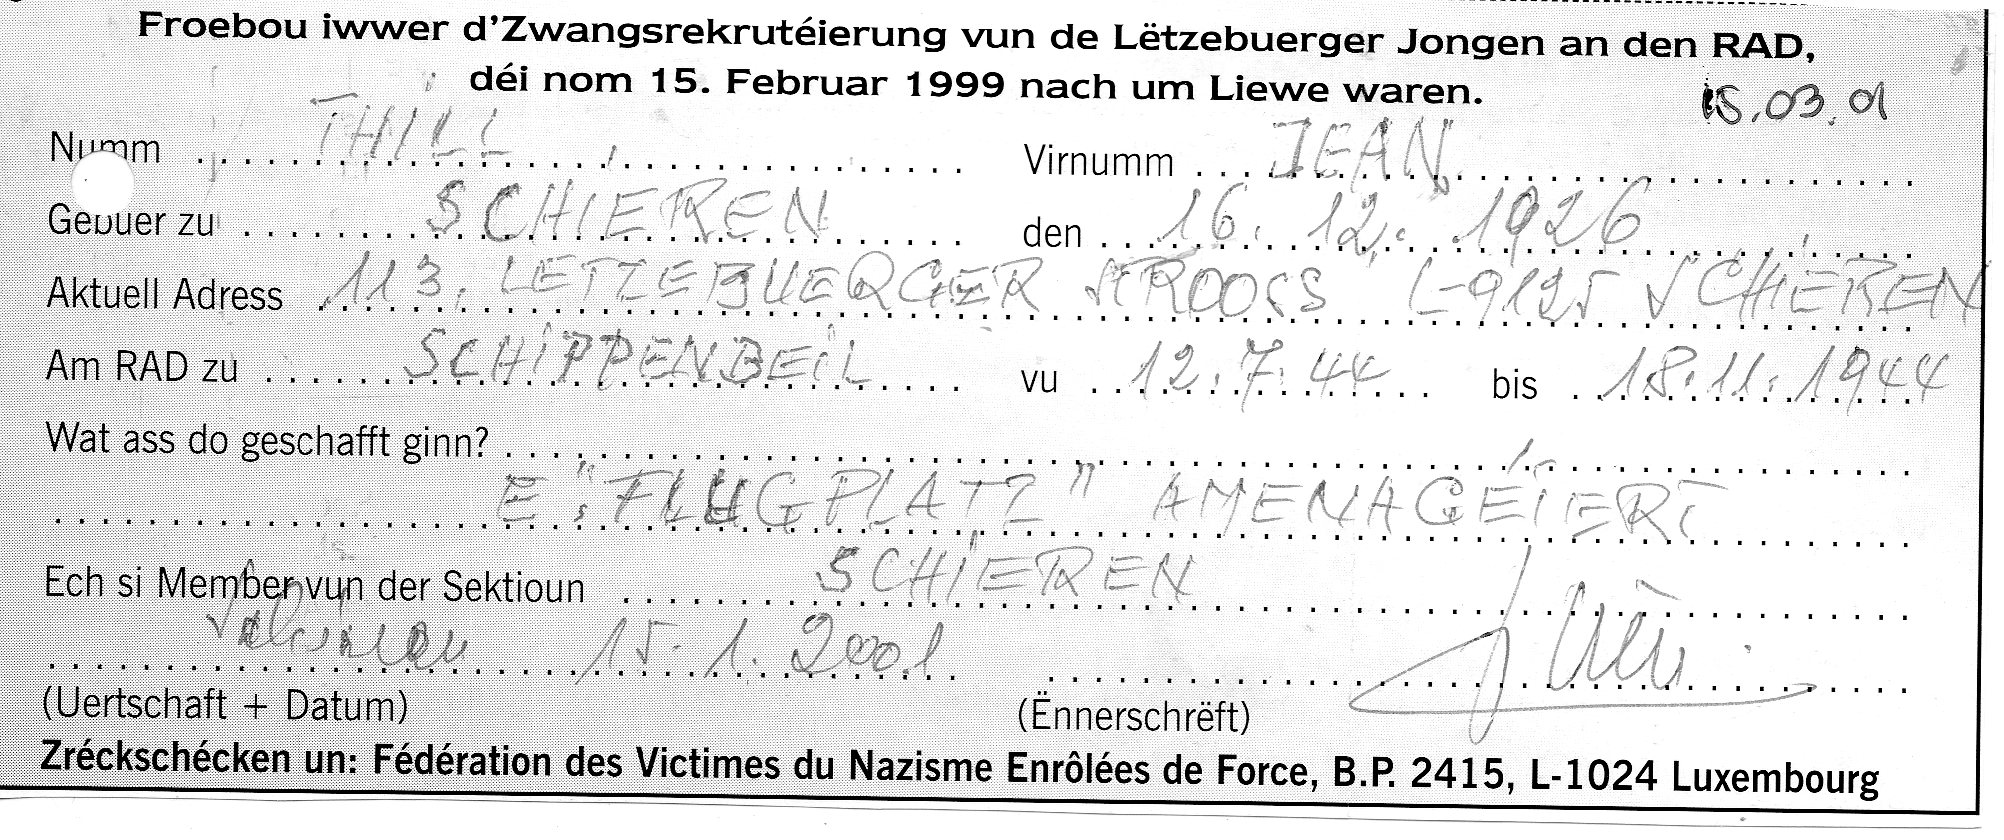 Froebou iwwer d'Zwangsrekrutéierung vun de Lëtzebuerger Jongen an den RAD,
déi nom 15. Februar 1999 nach um Liewe waren.
15.03.01
Numm THILL Virnumm JEAN
Gebuer zu SCHIEREN den 16. 12. 1926
Aktuell Adress 113, LETZEBUERGER STROOSS L-9125 SCHIEREN
Am RAD zu SCHIPPENBEIL vu 12.7.44 bis 18.11.1944
Wat ass do geschafft ginn?
E "FLUGPLATZ" AMENAGÉIERT
Ech si Member vun der Sektioun SCHIEREN
Schieren 15.1.2001
(Uertschaft + Datum) (Ënnerschrëft)
Zréckschécken un: Fédération des Victimes du Nazisme Enrôlées de Force, B.P. 2415, L-1024 Luxembourg